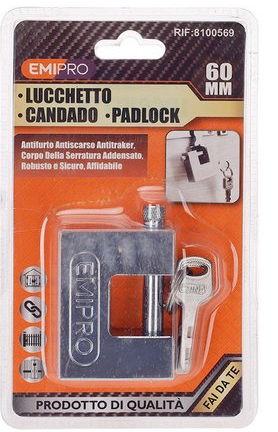 RIF:8100569
EMIPRO
60
MM
· LUCCHETTO
· CANDADO · PADLOCK
Antifurto Antiscarso Antitraker,
Corpo Della Serratura Addensato,
Robusto e Sicuro, Affidabile
EMIPRO
FAI DA TE
PRODOTTO DI QUALITÀ